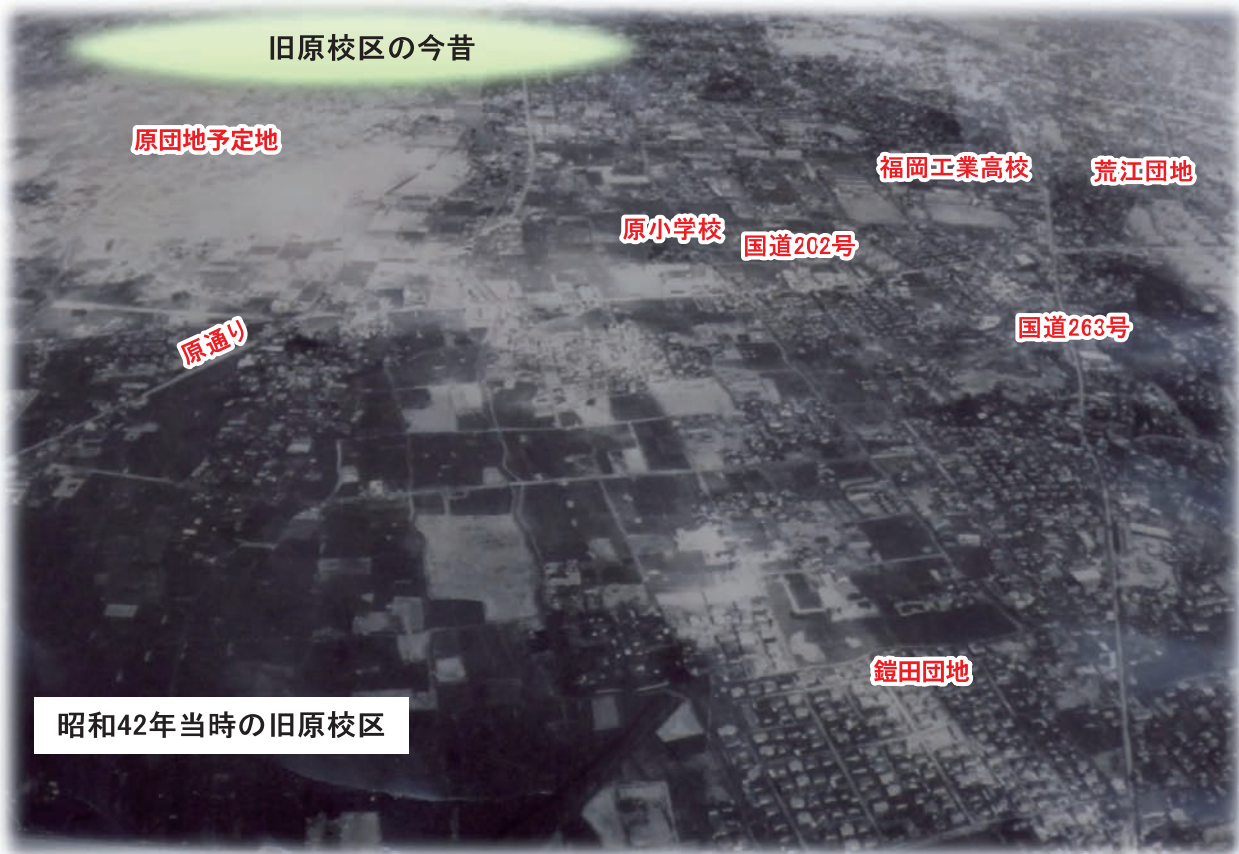 旧原校区の今昔
原団地予定地
福岡工業高校
荒江団地
原小学校
国道202号
国道263号
原通り
鎧田団地
昭和42年当時の旧原校区